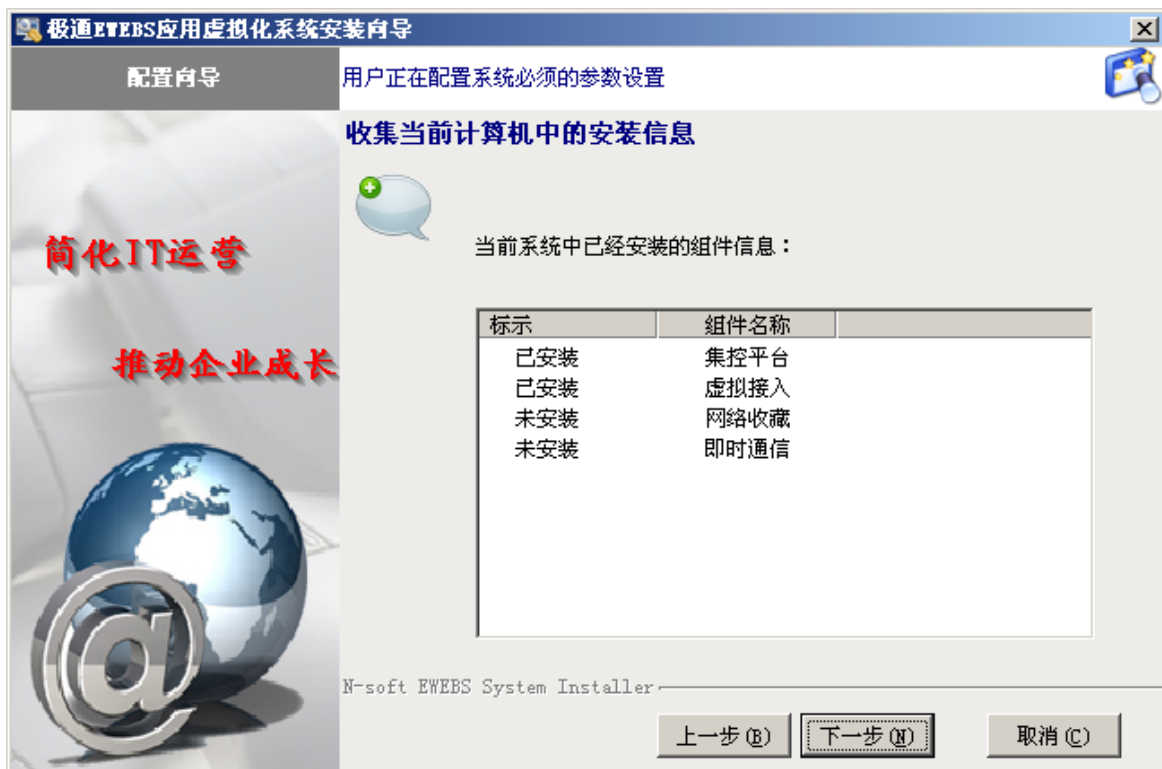 极通EWEBS应用虚拟化系统安装向导
配置向导
用户正在配置系统必须的参数设置
收集当前计算机中的安装信息
简化IT运营
推动企业成长
当前系统中已经安装的组件信息：
标示 组件名称
已安装 集控平台
已安装 虚拟接入
未安装 网络收藏
未安装 即时通信
N-soft EWEBS System Installer
上一步(B) 下一步(N) 取消(C)